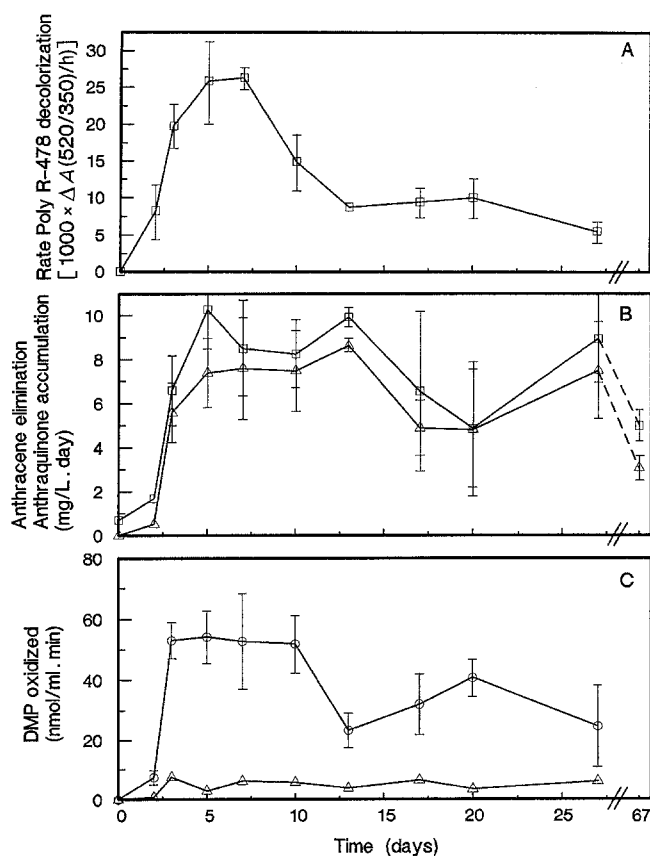 A
Rate Poly R-478 decolorization
[1000 × Δ A (520/350)/h)]
30
25
20
15
10
5
0
B
Anthracene elimination
Anthraquinone accumulation
(mg/L. day)
10
8
6
4
2
0
C
DMP oxidized
(nmol/ml. min)
80
60
40
20
0
0 5 10 15 20 25 67
Time (days)